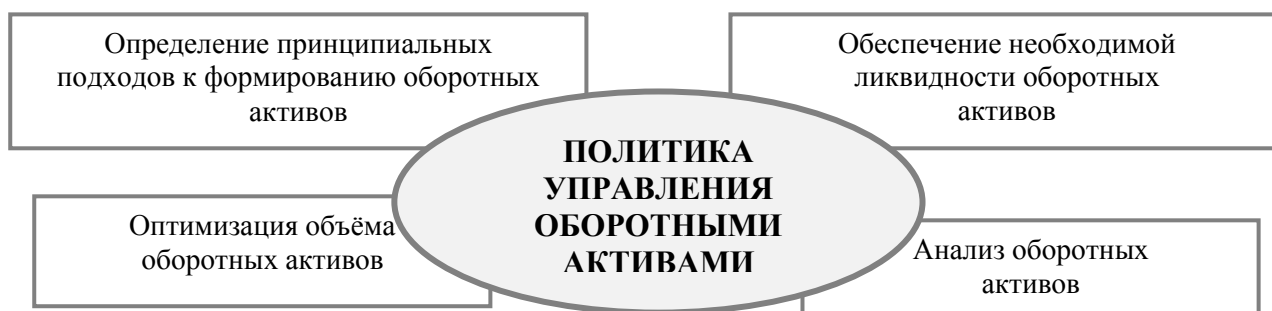 Определение принципиальных
подходов к формированию оборотных
активов
Обеспечение необходимой
ликвидности оборотных
активов
ПОЛИТИКА
УПРАВЛЕНИЯ
ОБОРОТНЫМИ
АКТИВАМИ
Оптимизация объёма
оборотных активов
Анализ оборотных
активов